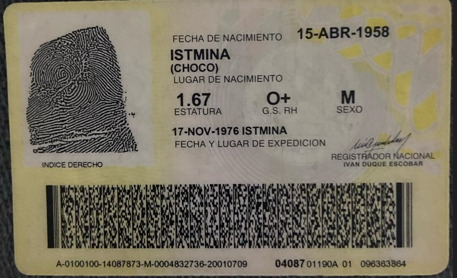 FECHA DE NACIMIENTO 15-ABR-1958
ISTMINA
(CHOCO)
LUGAR DE NACIMIENTO
1.67 O+ M
ESTATURA G.S. RH SEXO
17-NOV-1976 ISTMINA
FECHA Y LUGAR DE EXPEDICION
INDICE DERECHO
REGISTRADOR NACIONAL
IVAN DUQUE ESCOBAR
A-0100100-14087873-M-0004832736-20010709 04087 01190A 01 096363864